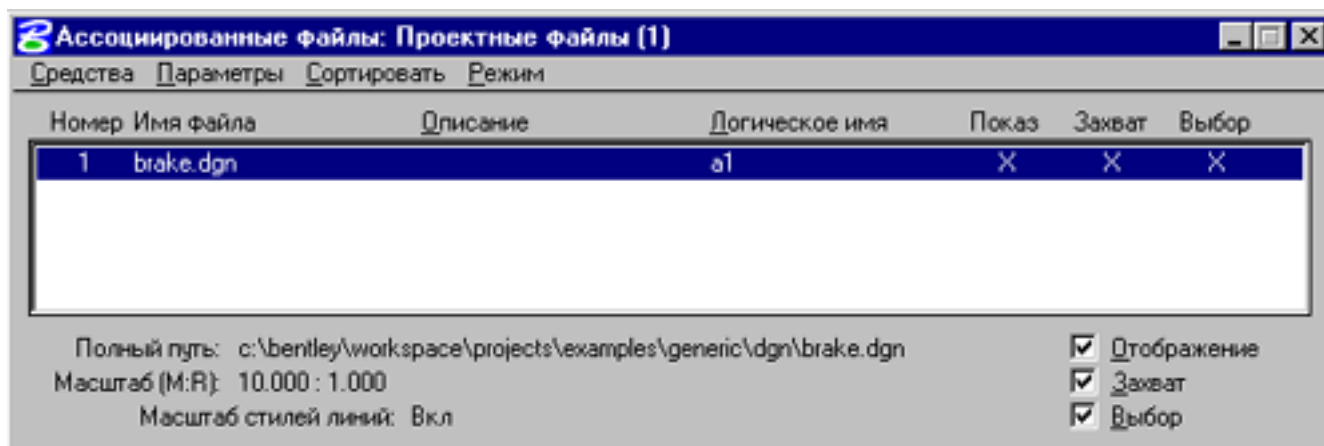 Ассоциированные Файлы: Проектные Файлы (1)
Средства Параметры Сортировать Режим
Номер Имя файла Описание Логическое имя Показ Захват Выбор
1 brake.dgn a1 X X X
Полный путь: c:\bentley\workspace\projects\examples\generic\dgn\brake.dgn Отображение
Масштаб (M:R): 10.000 : 1.000 Захват
Масштаб стилей линий: Вкл Выбор